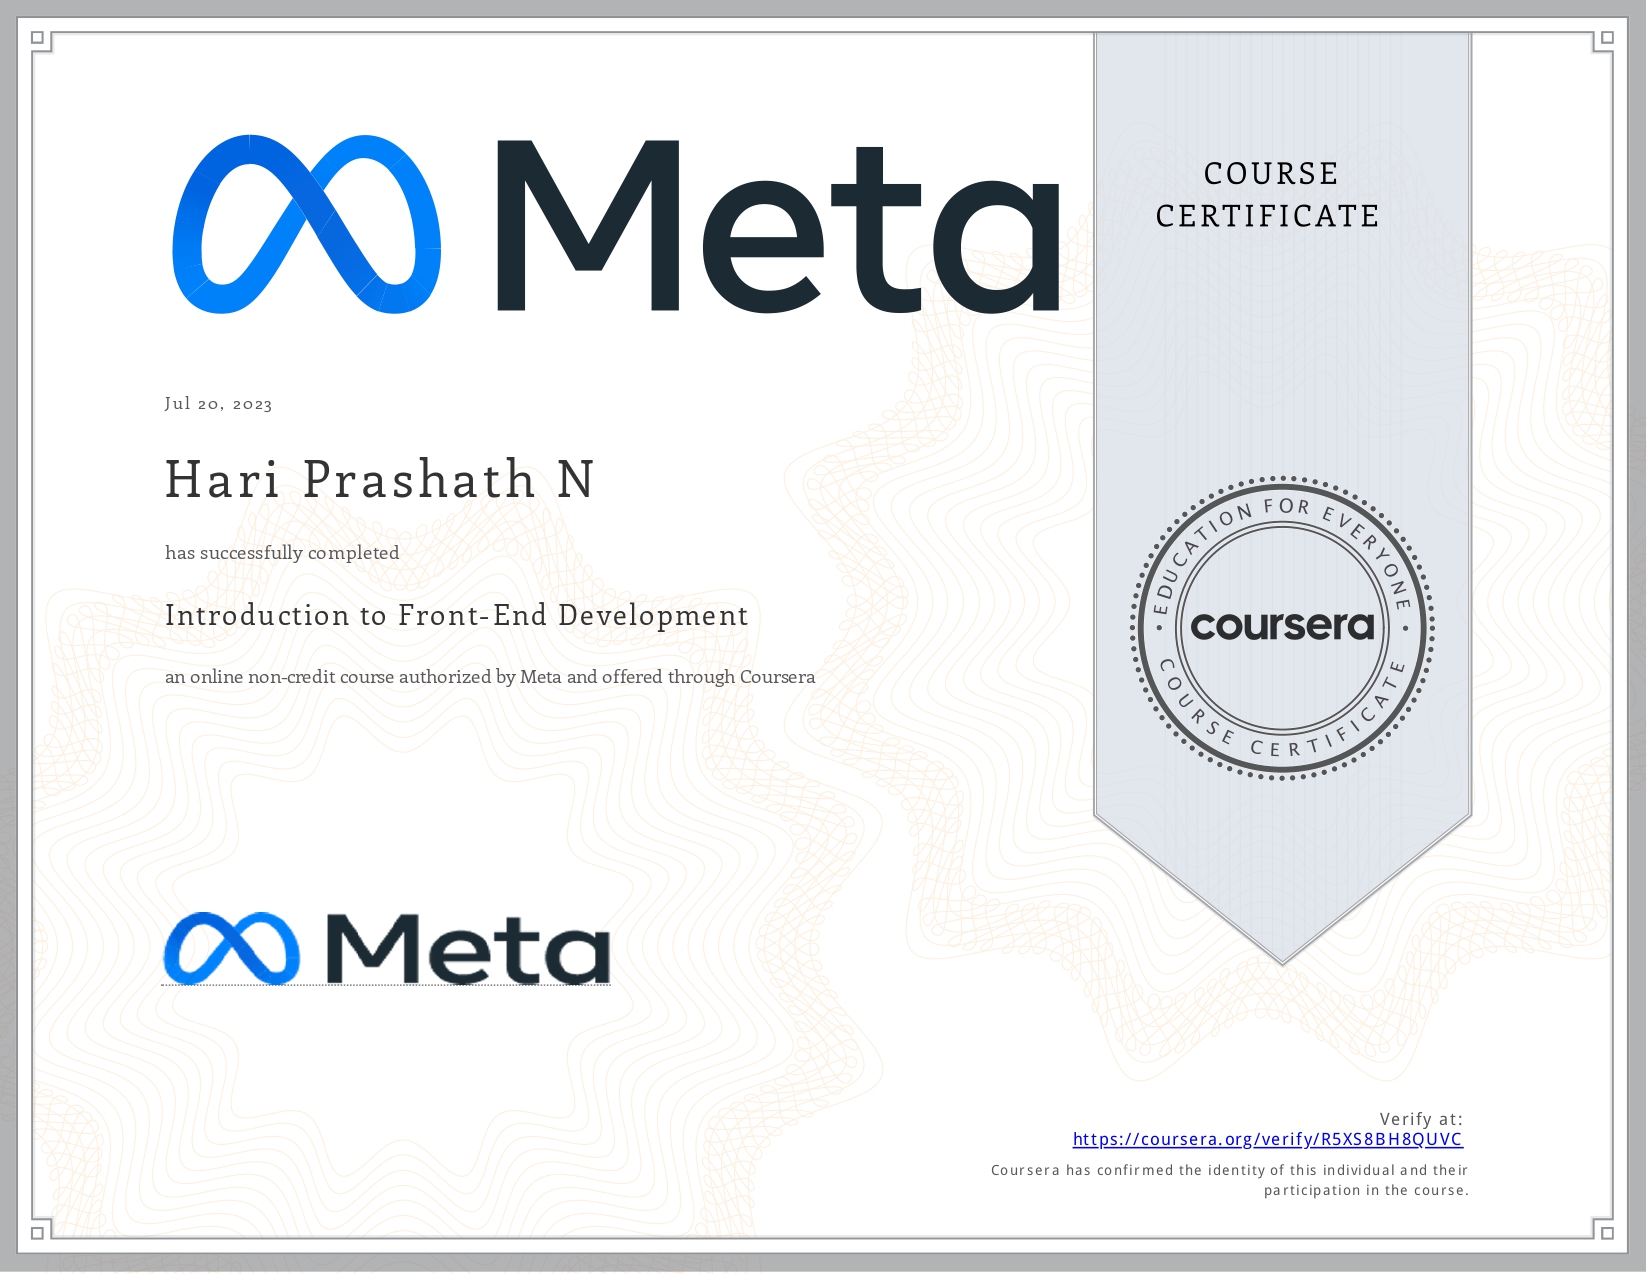 Meta
COURSE
CERTIFICATE
Jul 20, 2023
Hari Prashath N
has successfully completed
Introduction to Front-End Development
an online non-credit course authorized by Meta and offered through Coursera
EDUCATION FOR EVERYONE
coursera
COURSE CERTIFICATE
Meta
Verify at:
https://coursera.org/verify/R5XS8BH8QUVC
Coursera has confirmed the identity of this individual and their
participation in the course.